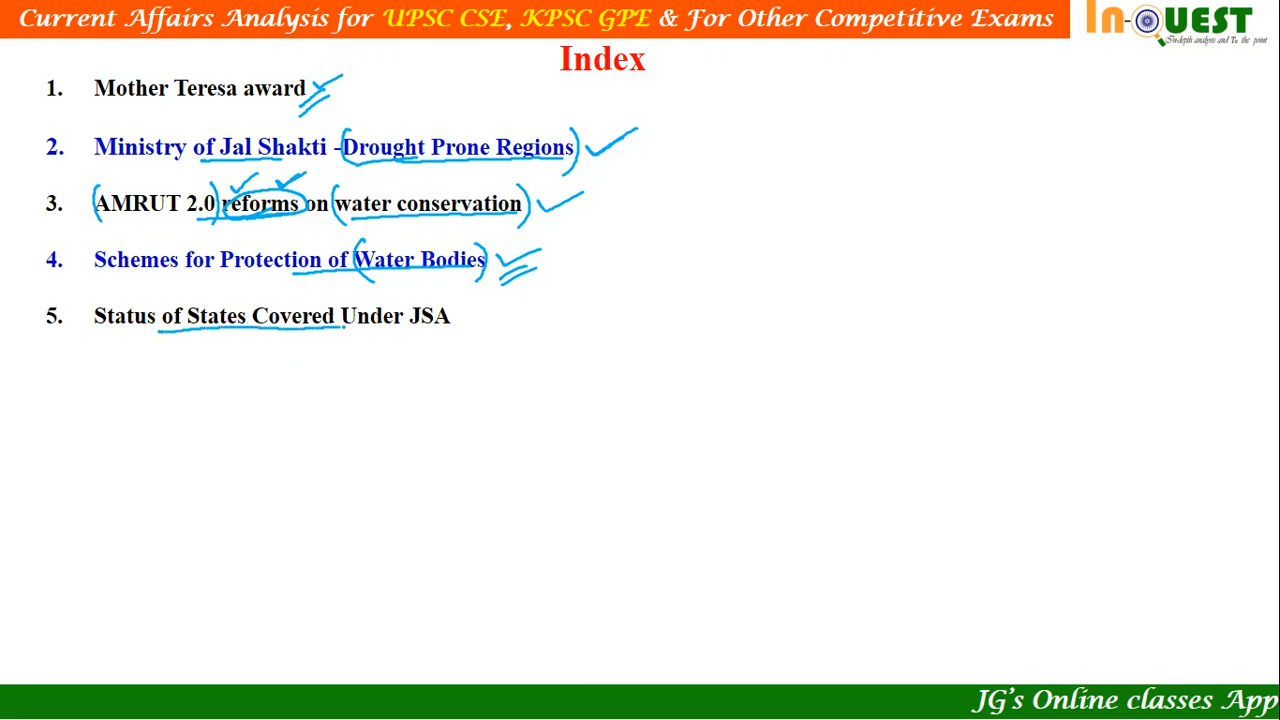 Current Affairs Analysis for UPSC CSE, KPSC GPE & For Other Competitive Exams
In-QUEST
In-depth analysis and To the point
Index
1. Mother Teresa award
2. Ministry of Jal Shakti -Drought Prone Regions
3. AMRUT 2.0 reforms on water conservation
4. Schemes for Protection of Water Bodies
5. Status of States Covered Under JSA
JG's Online classes App